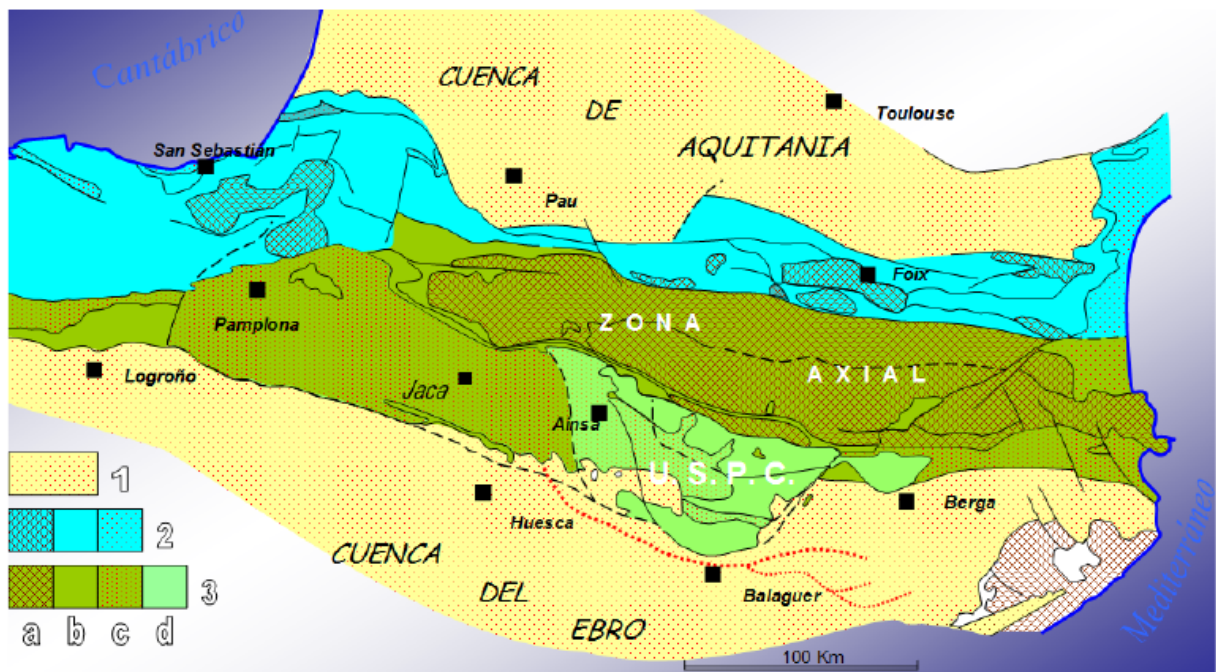 Cantábrico
CUENCA
DE
AQUITANIA
Toulouse
San Sebastián
Pau
Foix
Pamplona
ZONA
AXIAL
Logroño
Jaca
Ainsa
U.S.P.C.
Huesca
Berga
CUENCA
DEL
EBRO
Balaguer
Mediterráneo
1
2
3
a b c d
100 Km